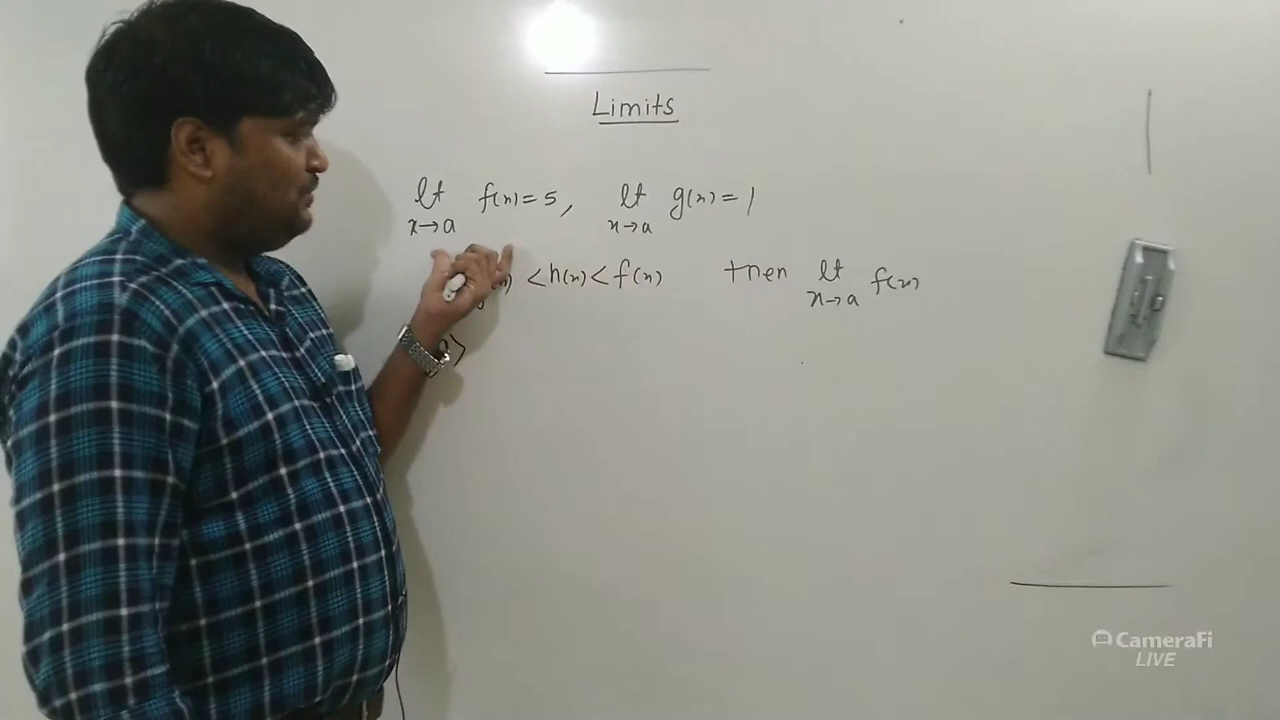 Limits
lt f(x)=5, lt g(x)=1
x→a x→a
(x) <h(x)<f(x) then lt f(x)
x→a
CameraFi
LIVE